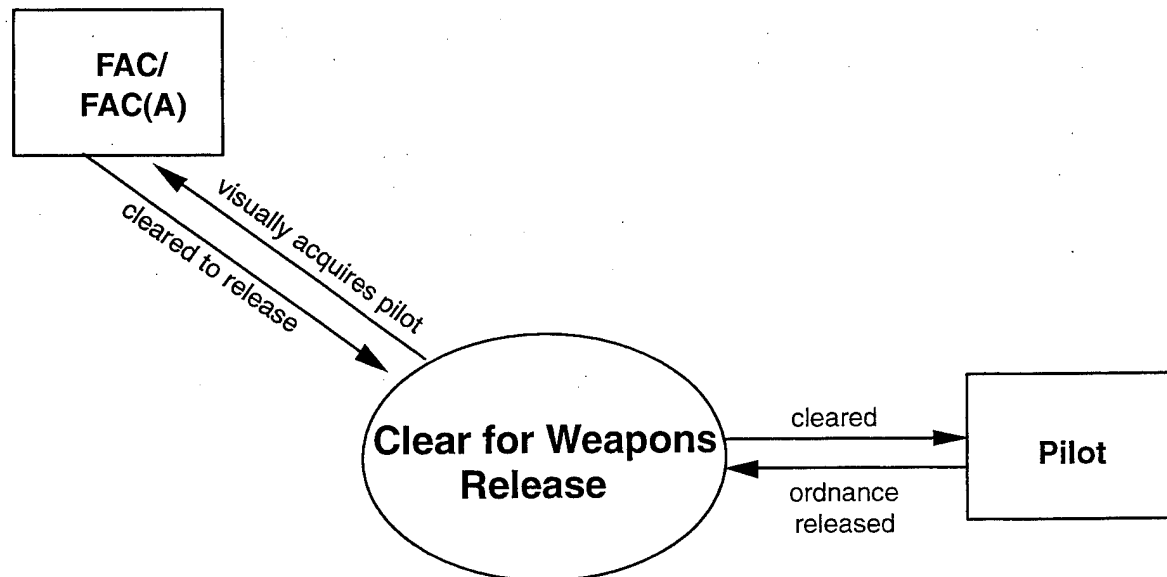 FAC/
FAC(A)
visually acquires pilot
cleared to release
Clear for Weapons
Release
cleared
ordnance
released
Pilot